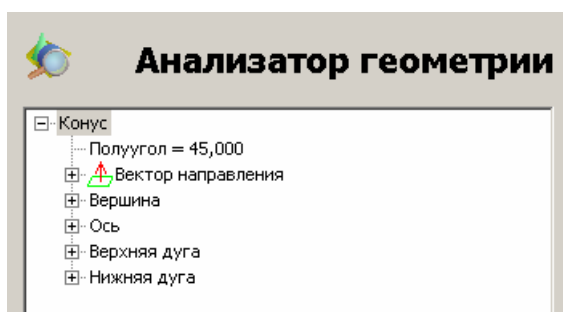 Анализатор геометрии
Конус
Полуугол = 45,000
Вектор направления
Вершина
Ось
Верхняя дуга
Нижняя дуга